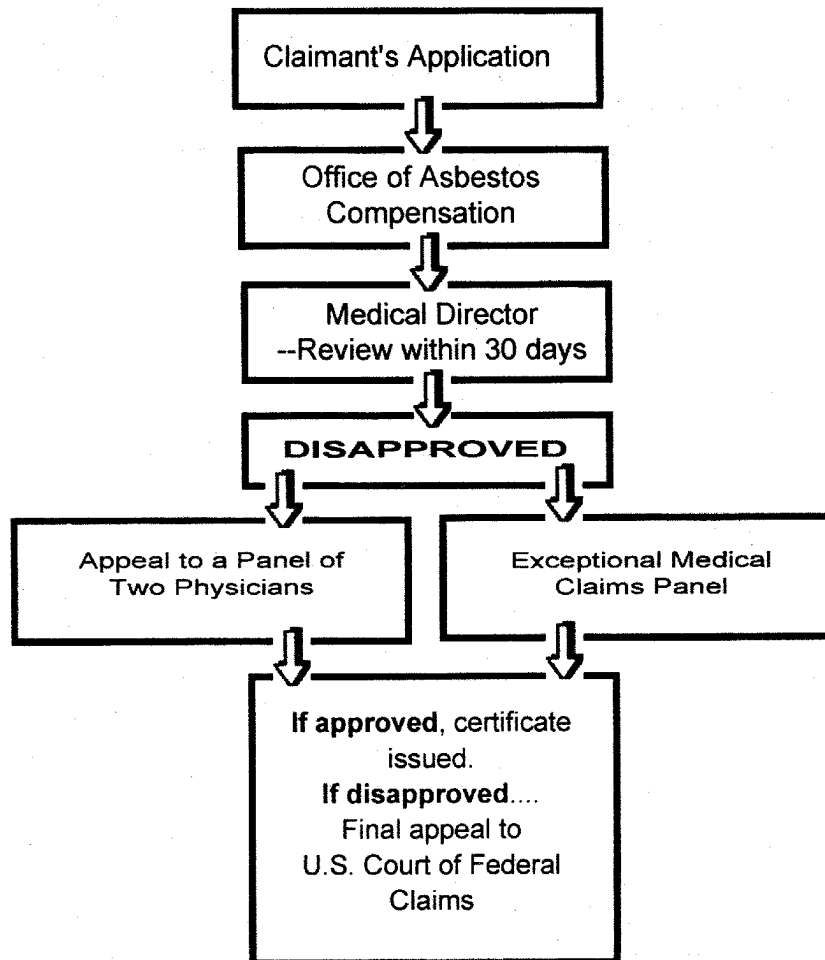 Claimant's Application
Office of Asbestos
Compensation
Medical Director
--Review within 30 days
DISAPPROVED
Appeal to a Panel of
Two Physicians
Exceptional Medical
Claims Panel
If approved, certificate
issued.
If disapproved....
Final appeal to
U.S. Court of Federal
Claims